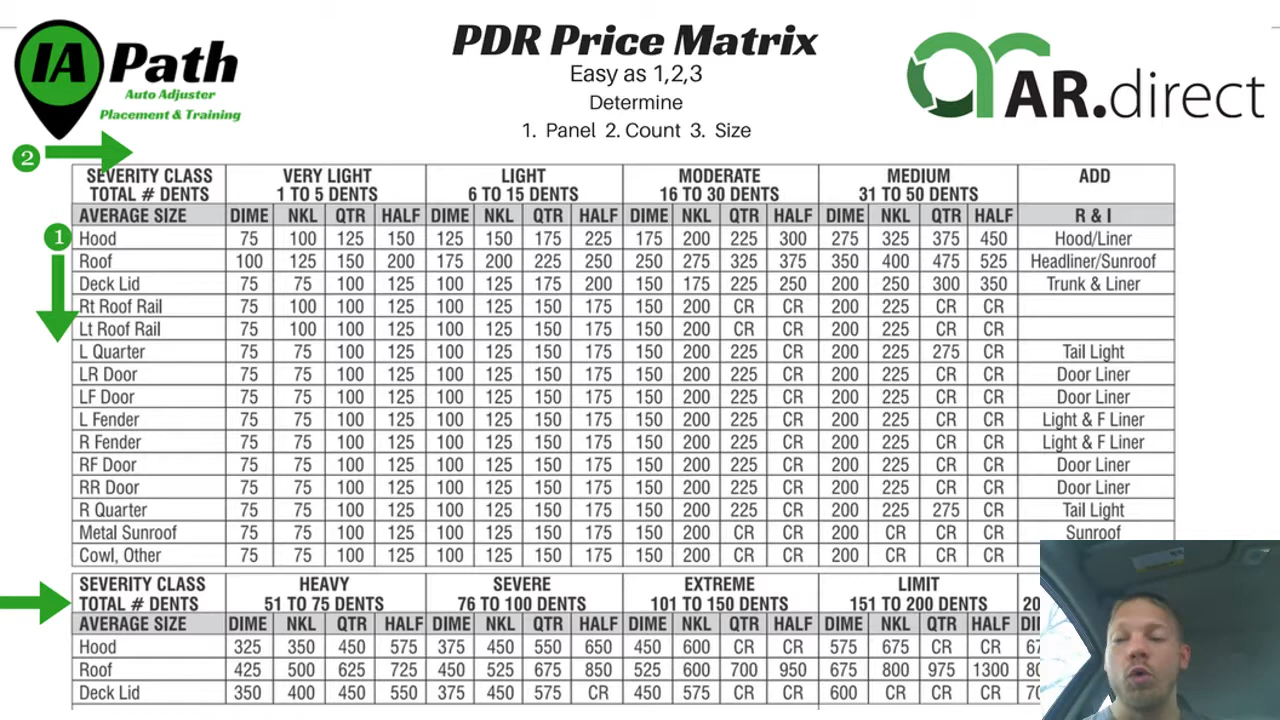 IA Path
Auto Adjuster
Placement & Training
PDR Price Matrix
Easy as 1,2,3
Determine
1. Panel 2. Count 3. Size
AR.direct
2
1
SEVERITY CLASS VERY LIGHT LIGHT MODERATE MEDIUM ADD
TOTAL # DENTS 1 TO 5 DENTS 6 TO 15 DENTS 16 TO 30 DENTS 31 TO 50 DENTS
AVERAGE SIZE DIME NKL QTR HALF DIME NKL QTR HALF DIME NKL QTR HALF DIME NKL QTR HALF R & I
Hood 75 100 125 150 125 150 175 225 175 200 225 300 275 325 375 450 Hood/Liner
Roof 100 125 150 200 175 200 225 250 250 275 325 375 350 400 475 525 Headliner/Sunroof
Deck Lid 75 75 100 125 100 125 175 200 150 175 225 250 200 250 300 350 Trunk & Liner
Rt Roof Rail 75 100 100 125 100 125 150 175 150 200 CR CR 200 225 CR CR
Lt Roof Rail 75 100 100 125 100 125 150 175 150 200 CR CR 200 225 CR CR
L Quarter 75 75 100 125 100 125 150 175 150 200 225 CR 200 225 275 CR Tail Light
LR Door 75 75 100 125 100 125 150 175 150 200 225 CR 200 225 CR CR Door Liner
LF Door 75 75 100 125 100 125 150 175 150 200 225 CR 200 225 CR CR Door Liner
L Fender 75 75 100 125 100 125 150 175 150 200 225 CR 200 225 CR CR Light & F Liner
R Fender 75 75 100 125 100 125 150 175 150 200 225 CR 200 225 CR CR Light & F Liner
RF Door 75 75 100 125 100 125 150 175 150 200 225 CR 200 225 CR CR Door Liner
RR Door 75 75 100 125 100 125 150 175 150 200 225 CR 200 225 CR CR Door Liner
R Quarter 75 75 100 125 100 125 150 175 150 200 225 CR 200 225 275 CR Tail Light
Metal Sunroof 75 75 100 125 100 125 150 175 150 200 CR CR 200 CR CR CR Sunroof
Cowl, Other 75 75 100 125 100 125 150 175 150 200 CR CR 200 CR CR CR
SEVERITY CLASS HEAVY SEVERE EXTREME LIMIT
TOTAL # DENTS 51 TO 75 DENTS 76 TO 100 DENTS 101 TO 150 DENTS 151 TO 200 DENTS
AVERAGE SIZE DIME NKL QTR HALF DIME NKL QTR HALF DIME NKL QTR HALF DIME NKL QTR HALF
Hood 325 350 450 575 375 450 550 650 450 600 CR CR 575 675 CR CR
Roof 425 500 625 725 450 525 675 850 525 600 700 950 675 800 975 1300
Deck Lid 350 400 450 550 375 450 575 CR 450 575 CR CR 600 CR CR CR